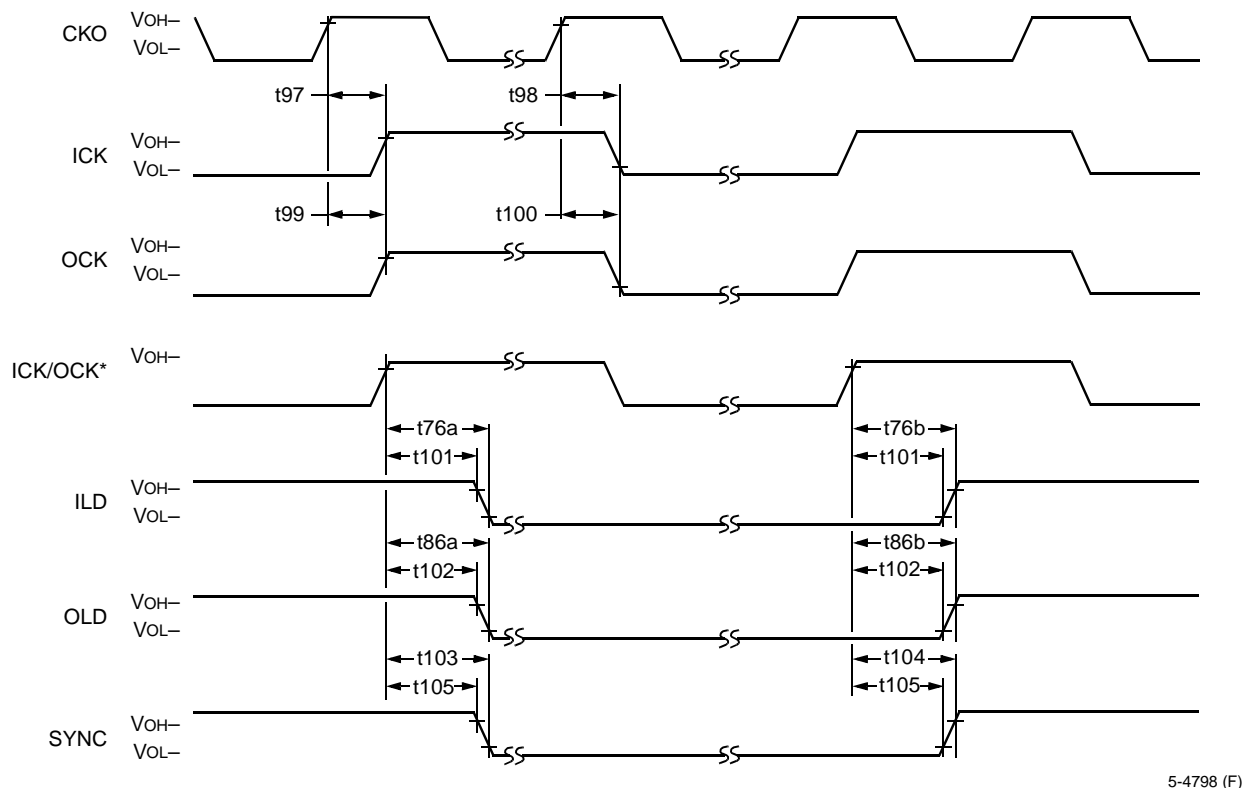 CKO
VOH–
VOL–
t97
t98
ICK
VOH–
VOL–
t99
t100
OCK
VOH–
VOL–
ICK/OCK*
VOH–
t76a
t76b
t101
t101
ILD
VOH–
VOL–
t86a
t86b
t102
t102
OLD
VOH–
VOL–
t103
t104
t105
t105
SYNC
VOH–
VOL–
5-4798 (F)